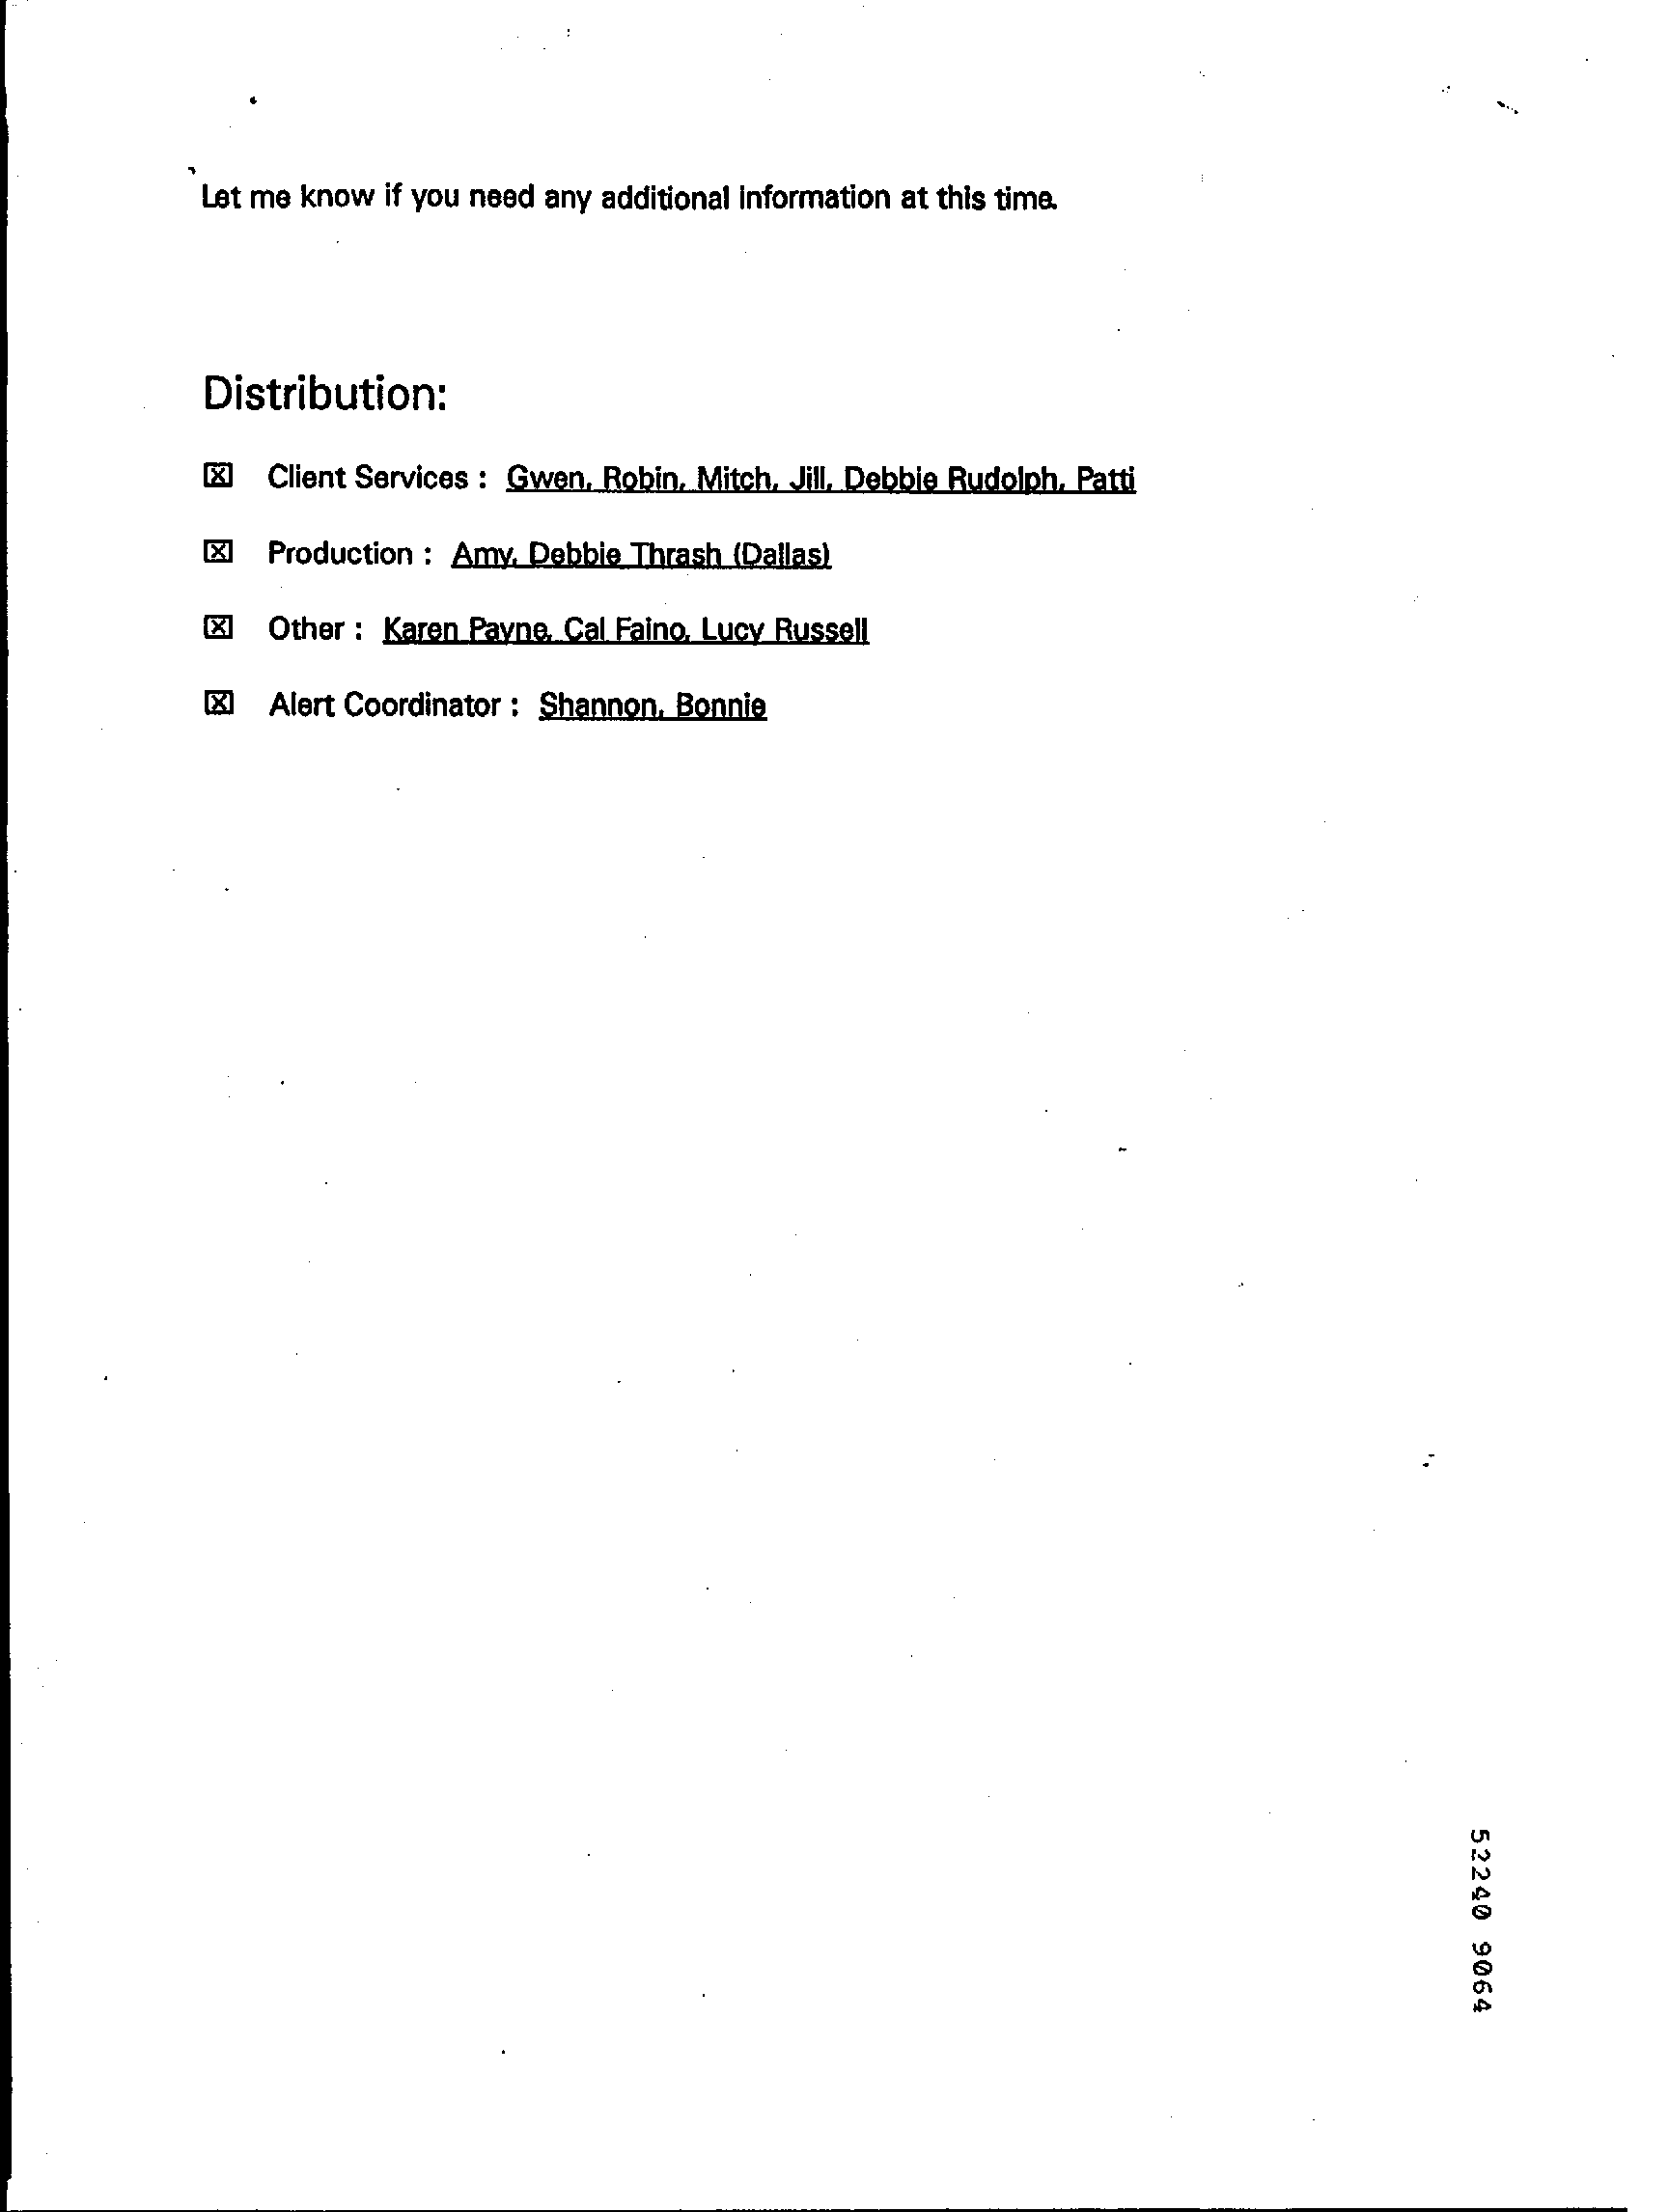 Let me know if you need any additional information at this time.
Distribution:
☒ Client Services : Gwen, Robin, Mitch, Jill, Debbie Rudolph, Patti
☒ Production : Amy, Debbie Thrash (Dallas)
☒ Other : Karen Payne, Cal Faino, Lucy Russell
☒ Alert Coordinator : Shannon, Bonnie
52240 9064